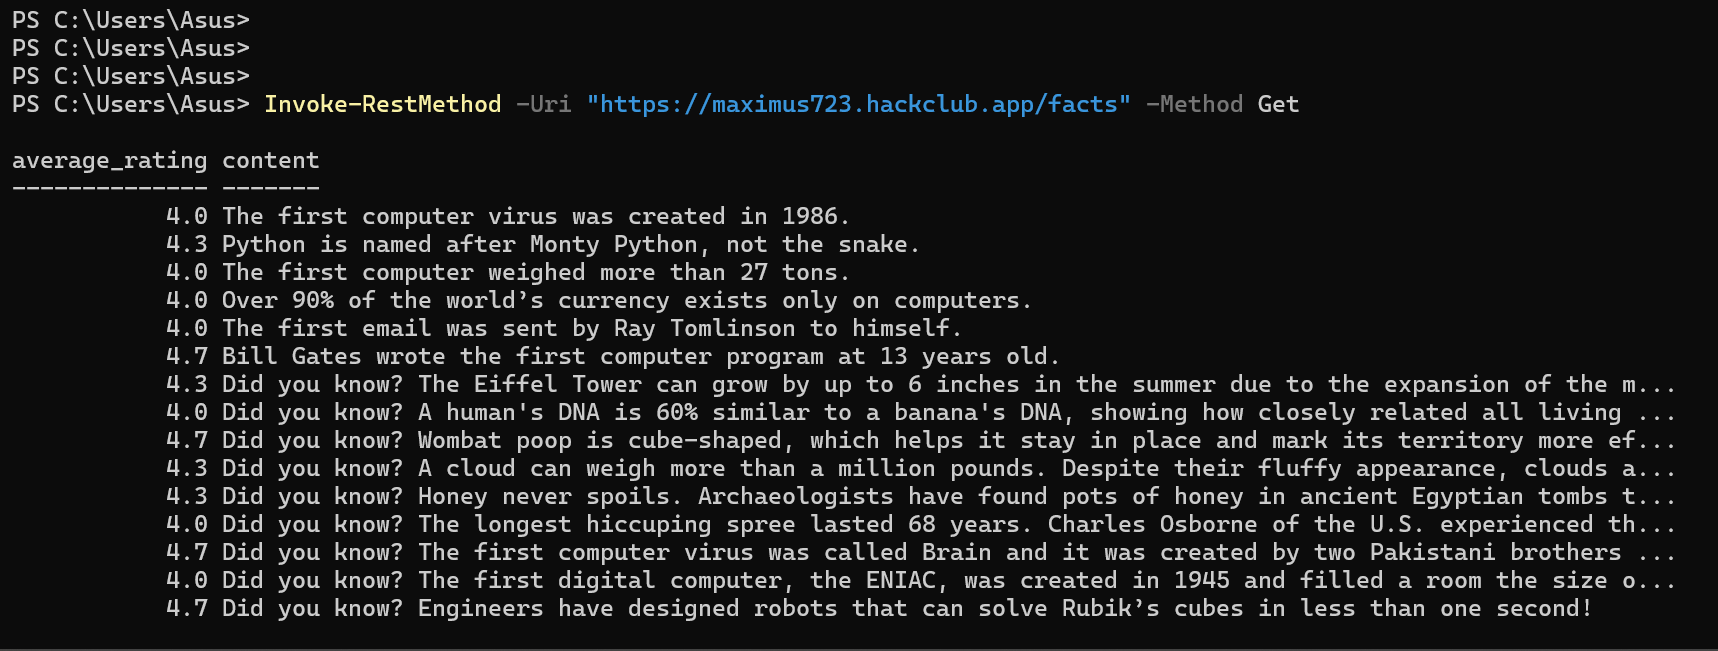 PS C:\Users\Asus>
PS C:\Users\Asus>
PS C:\Users\Asus>
PS C:\Users\Asus> Invoke-RestMethod -Uri "https://maximus723.hackclub.app/facts" -Method Get
average_rating content
-------------- -------
4.0 The first computer virus was created in 1986.
4.3 Python is named after Monty Python, not the snake.
4.0 The first computer weighed more than 27 tons.
4.0 Over 90% of the world’s currency exists only on computers.
4.0 The first email was sent by Ray Tomlinson to himself.
4.7 Bill Gates wrote the first computer program at 13 years old.
4.3 Did you know? The Eiffel Tower can grow by up to 6 inches in the summer due to the expansion of the m...
4.0 Did you know? A human's DNA is 60% similar to a banana's DNA, showing how closely related all living ...
4.7 Did you know? Wombat poop is cube-shaped, which helps it stay in place and mark its territory more ef...
4.3 Did you know? A cloud can weigh more than a million pounds. Despite their fluffy appearance, clouds a...
4.3 Did you know? Honey never spoils. Archaeologists have found pots of honey in ancient Egyptian tombs t...
4.0 Did you know? The longest hiccuping spree lasted 68 years. Charles Osborne of the U.S. experienced th...
4.7 Did you know? The first computer virus was called Brain and it was created by two Pakistani brothers ...
4.0 Did you know? The first digital computer, the ENIAC, was created in 1945 and filled a room the size o...
4.7 Did you know? Engineers have designed robots that can solve Rubik’s cubes in less than one second!